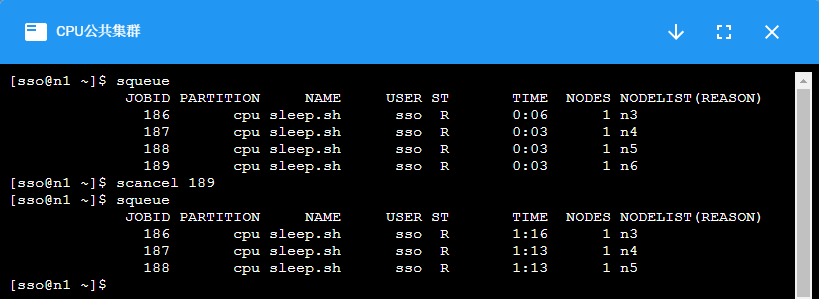 CPU公共集群
[sso@n1 ~]$ squeue
JOBID PARTITION NAME USER ST TIME NODES NODELIST(REASON)
186 cpu sleep.sh sso R 0:06 1 n3
187 cpu sleep.sh sso R 0:03 1 n4
188 cpu sleep.sh sso R 0:03 1 n5
189 cpu sleep.sh sso R 0:03 1 n6
[sso@n1 ~]$ scancel 189
[sso@n1 ~]$ squeue
JOBID PARTITION NAME USER ST TIME NODES NODELIST(REASON)
186 cpu sleep.sh sso R 1:16 1 n3
187 cpu sleep.sh sso R 1:13 1 n4
188 cpu sleep.sh sso R 1:13 1 n5
[sso@n1 ~]$